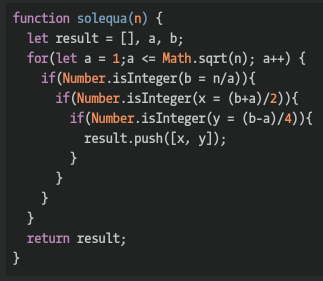 function solequa(n) {
  let result = [], a, b;
  for(let a = 1;a <= Math.sqrt(n); a++) {
    if(Number.isInteger(b = n/a)){
      if(Number.isInteger(x = (b+a)/2)){
        if(Number.isInteger(y = (b-a)/4)){
          result.push([x, y]);
        }
      }
    }
  }
  return result;
}